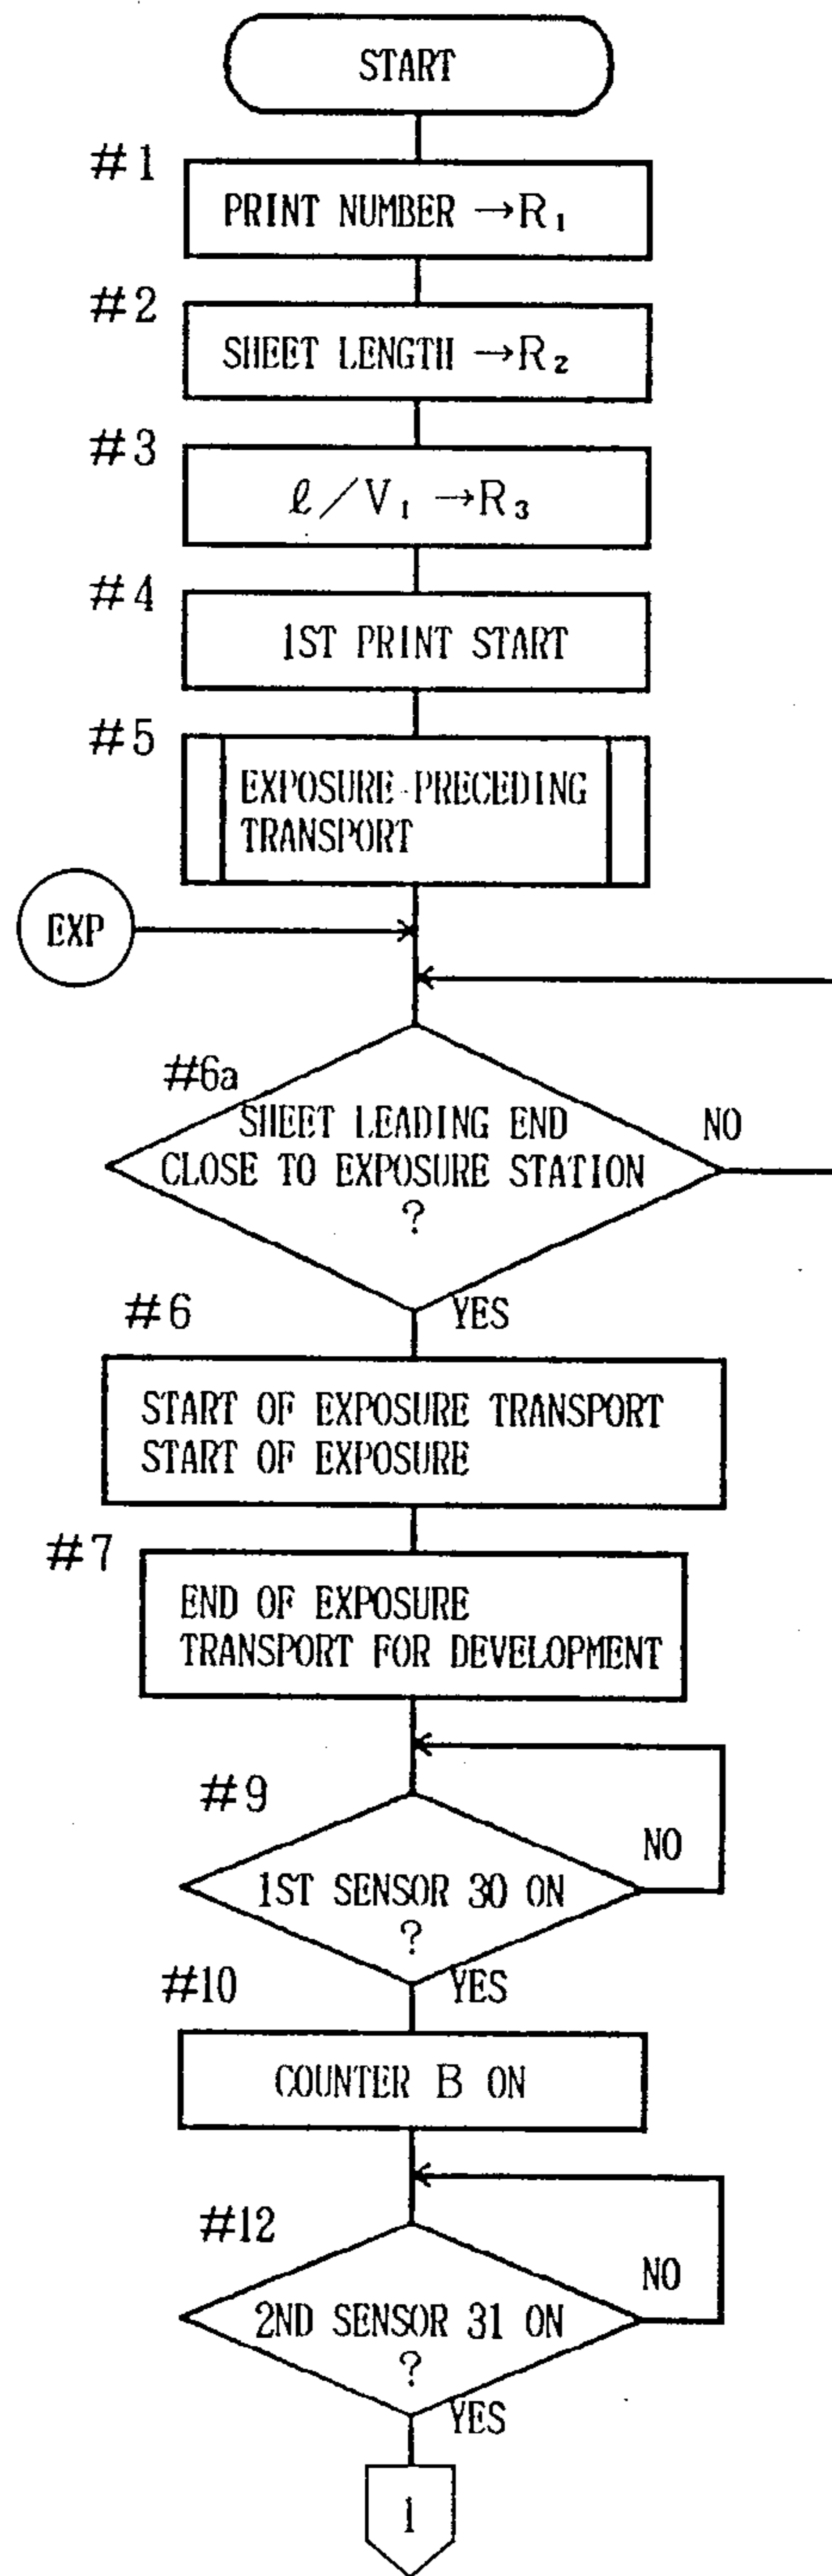 START
#1
PRINT NUMBER →R₁
#2
SHEET LENGTH →R₂
#3
ℓ/V₁ →R₃
#4
1ST PRINT START
#5
EXPOSURE PRECEDING
TRANSPORT
EXP
#6a
SHEET LEADING END
CLOSE TO EXPOSURE STATION
?
NO
YES
#6
START OF EXPOSURE TRANSPORT
START OF EXPOSURE
#7
END OF EXPOSURE
TRANSPORT FOR DEVELOPMENT
#9
1ST SENSOR 30 ON
?
NO
YES
#10
COUNTER B ON
#12
2ND SENSOR 31 ON
?
NO
YES
1